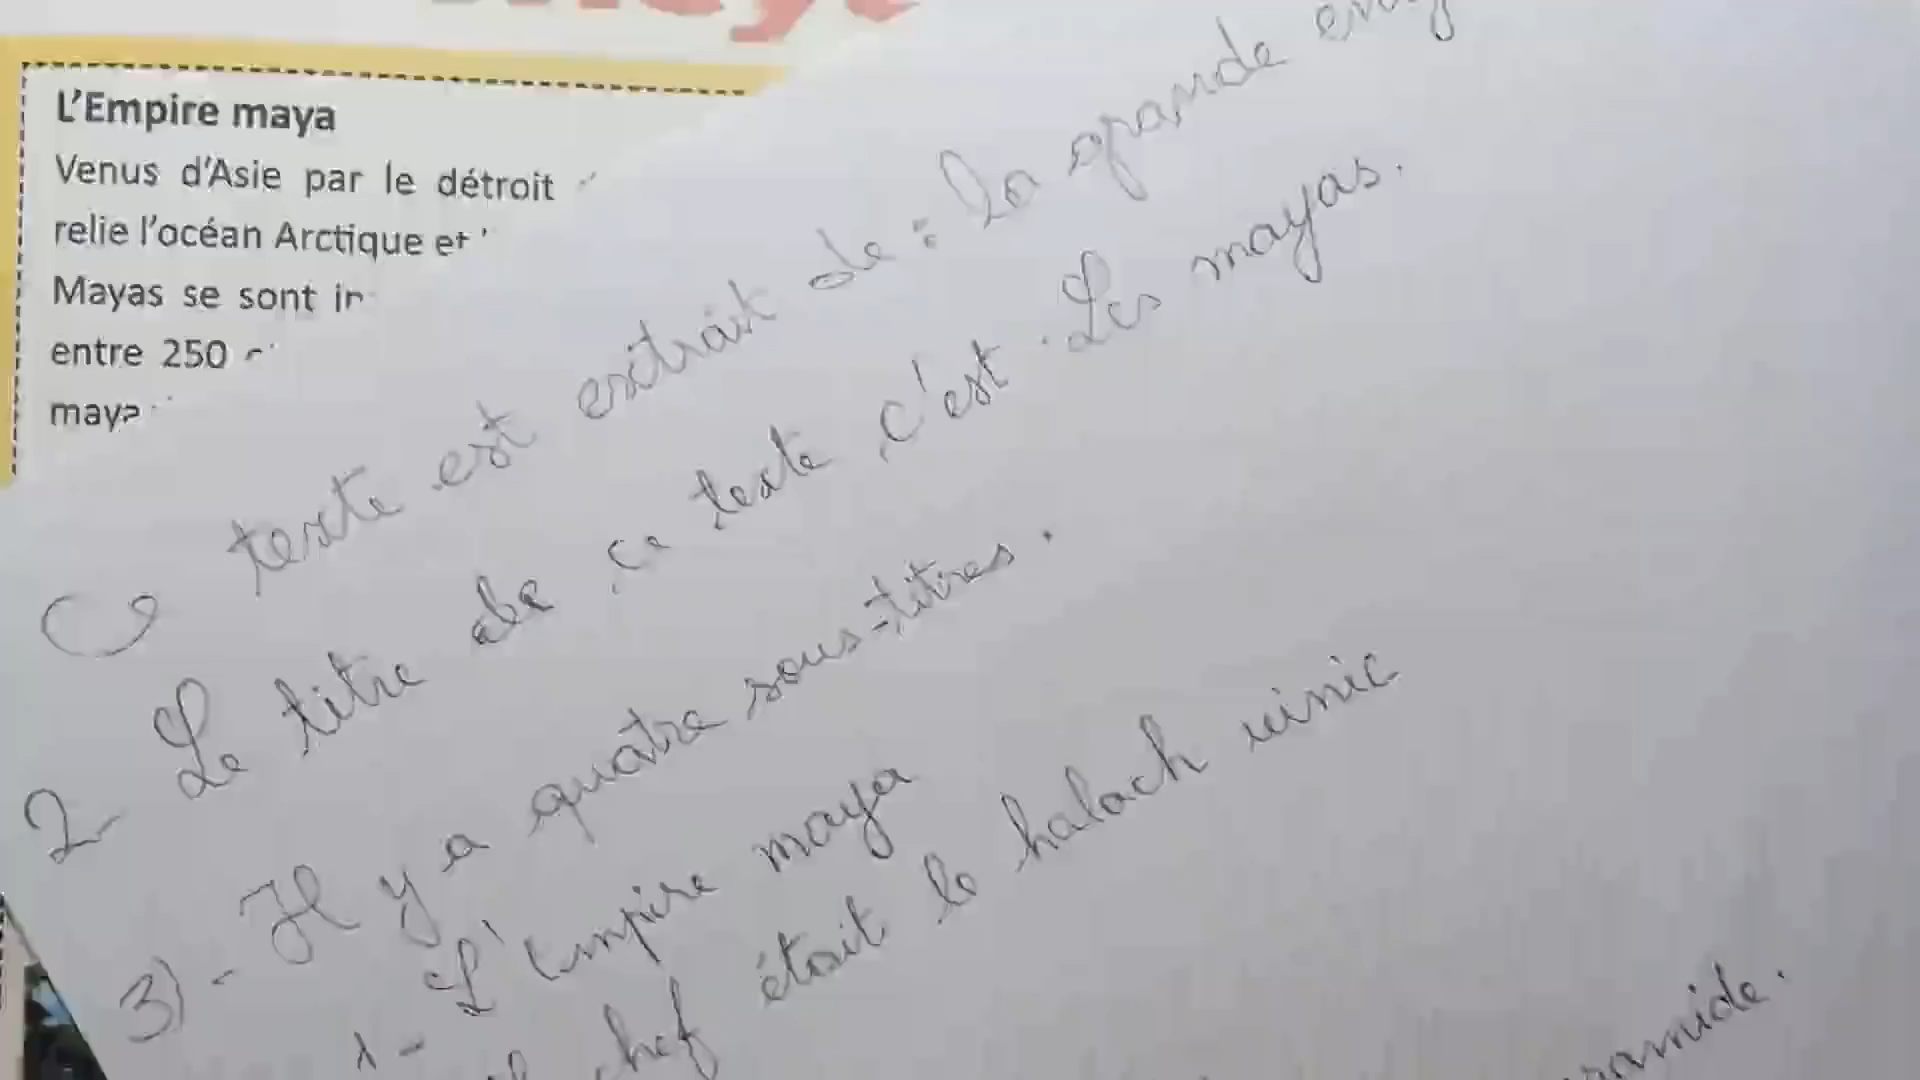 L'Empire maya
Venus d'Asie par le détroit
relie l'océan Arctique et
Mayas se sont
entre 250
maya
Ce texte est extrait de : la grande
2- Le titre de ce texte c'est Les mayas.
3)- Il y a quatre sous-titres.
1- L'Empire maya
chef était le halach uinic